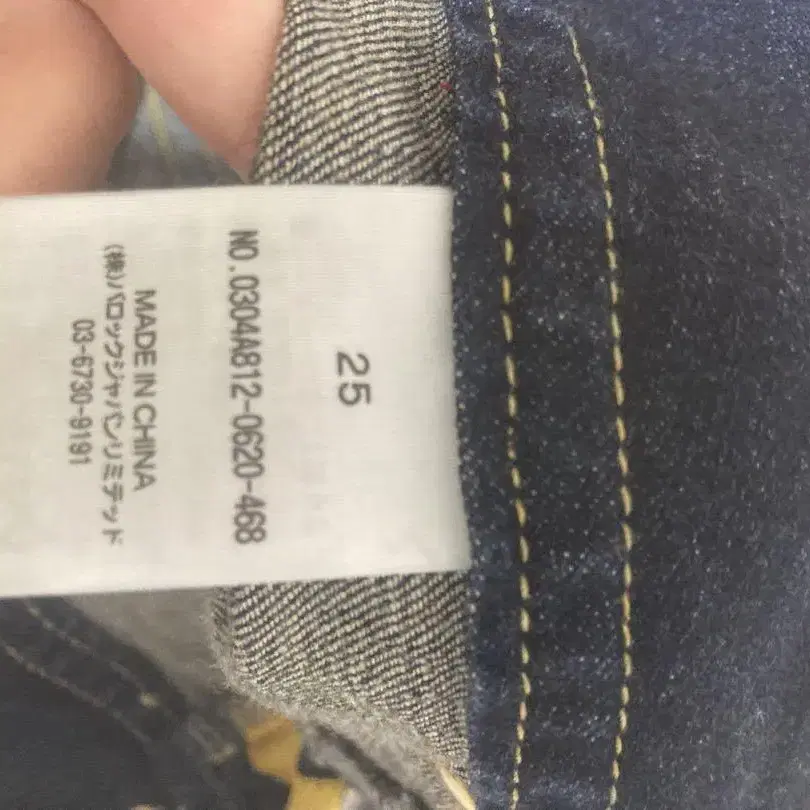 25
NO.0304A812-0620-468
MADE IN CHINA
(株)バロックジャパンリミテッド
03-6730-9191